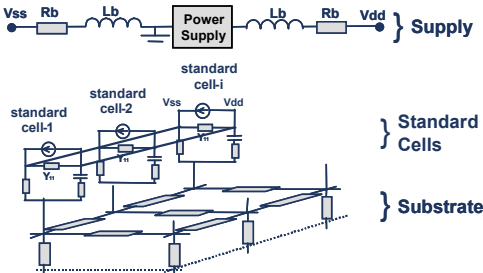 Vss Rb Lb Power Supply Lb Rb Vdd } Supply
standard cell-i
standard cell-2
standard cell-1
Vss Vdd
Y11
Y11
Y11
} Standard Cells
} Substrate